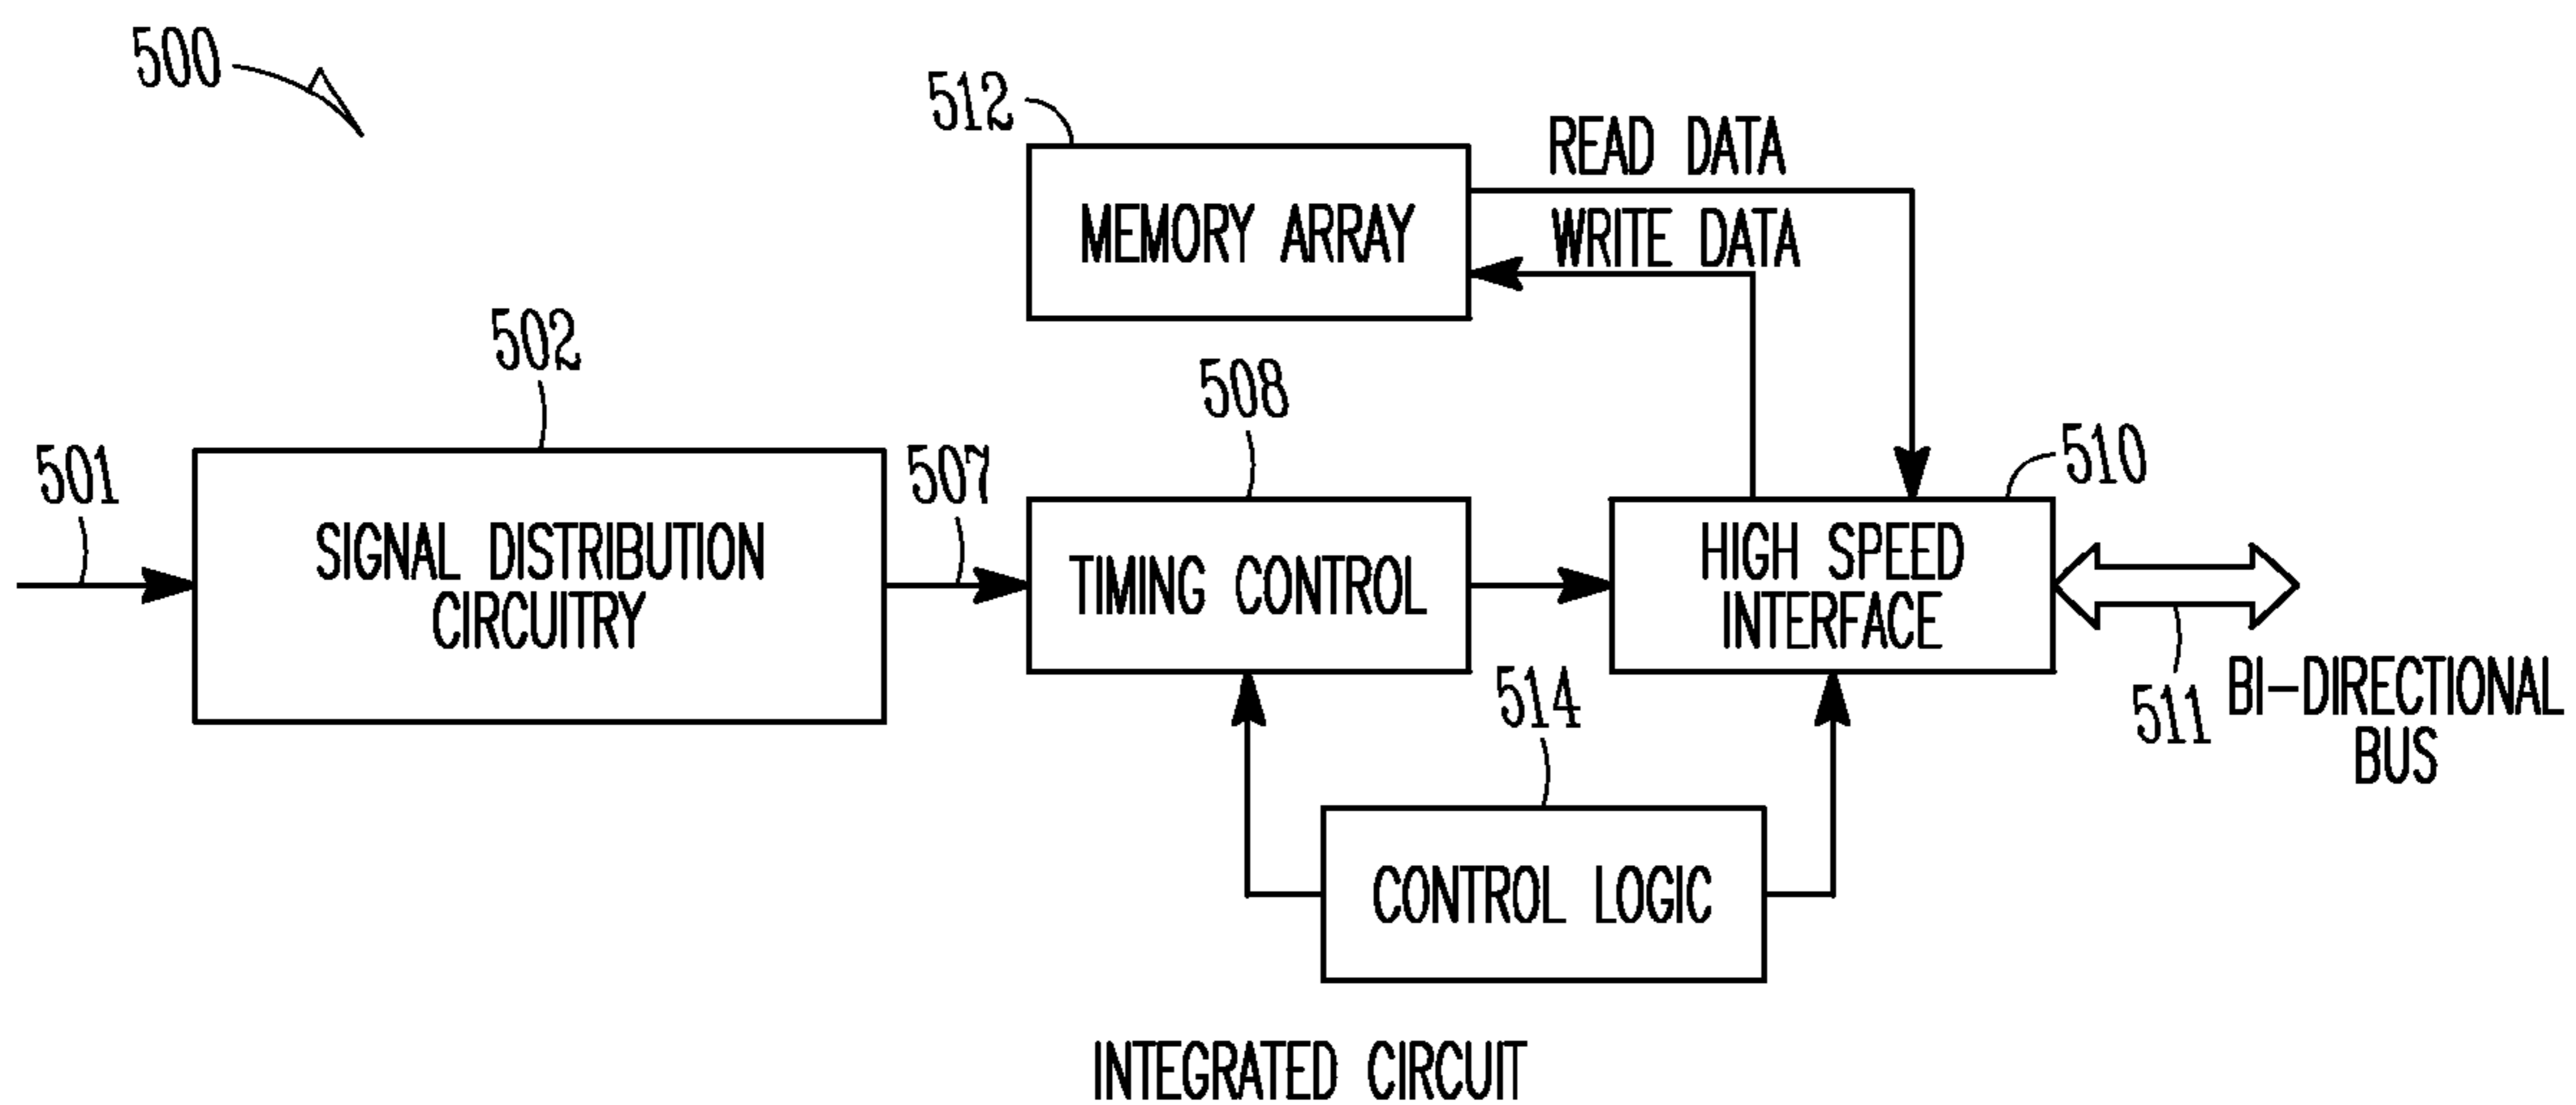 500
512
READ DATA
MEMORY ARRAY
WRITE DATA
502
508
501
507
510
SIGNAL DISTRIBUTION
CIRCUITRY
TIMING CONTROL
HIGH SPEED
INTERFACE
514
511
BI-DIRECTIONAL
BUS
CONTROL LOGIC
INTEGRATED CIRCUIT